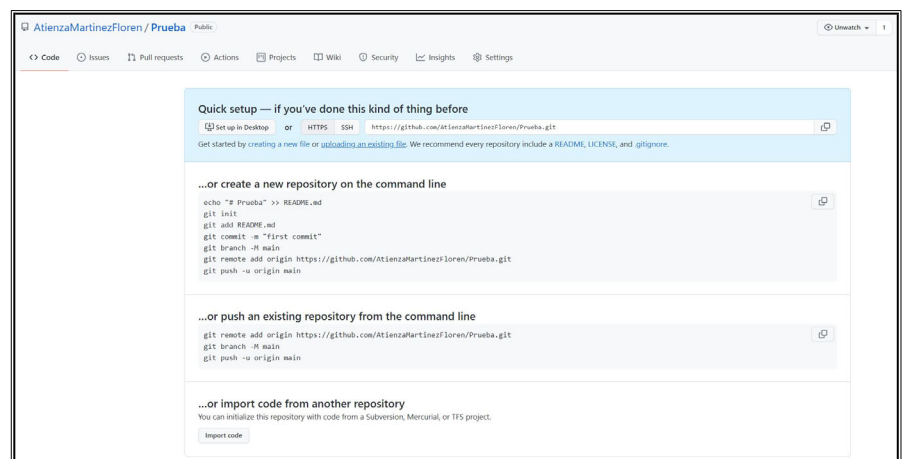 AtienzaMartinezFloren / Prueba Public
Unwatch 1
<> Code Issues Pull requests Actions Projects Wiki Security Insights Settings
Quick setup — if you've done this kind of thing before
Set up in Desktop or HTTPS SSH https://github.com/AtienzaMartinezFloren/Prueba.git
Get started by creating a new file or uploading an existing file. We recommend every repository include a README, LICENSE, and .gitignore.
...or create a new repository on the command line
echo "# Prueba" >> README.md
git init
git add README.md
git commit -m "first commit"
git branch -M main
git remote add origin https://github.com/AtienzaMartinezFloren/Prueba.git
git push -u origin main
...or push an existing repository from the command line
git remote add origin https://github.com/AtienzaMartinezFloren/Prueba.git
git branch -M main
git push -u origin main
...or import code from another repository
You can initialize this repository with code from a Subversion, Mercurial, or TFS project.
Import code